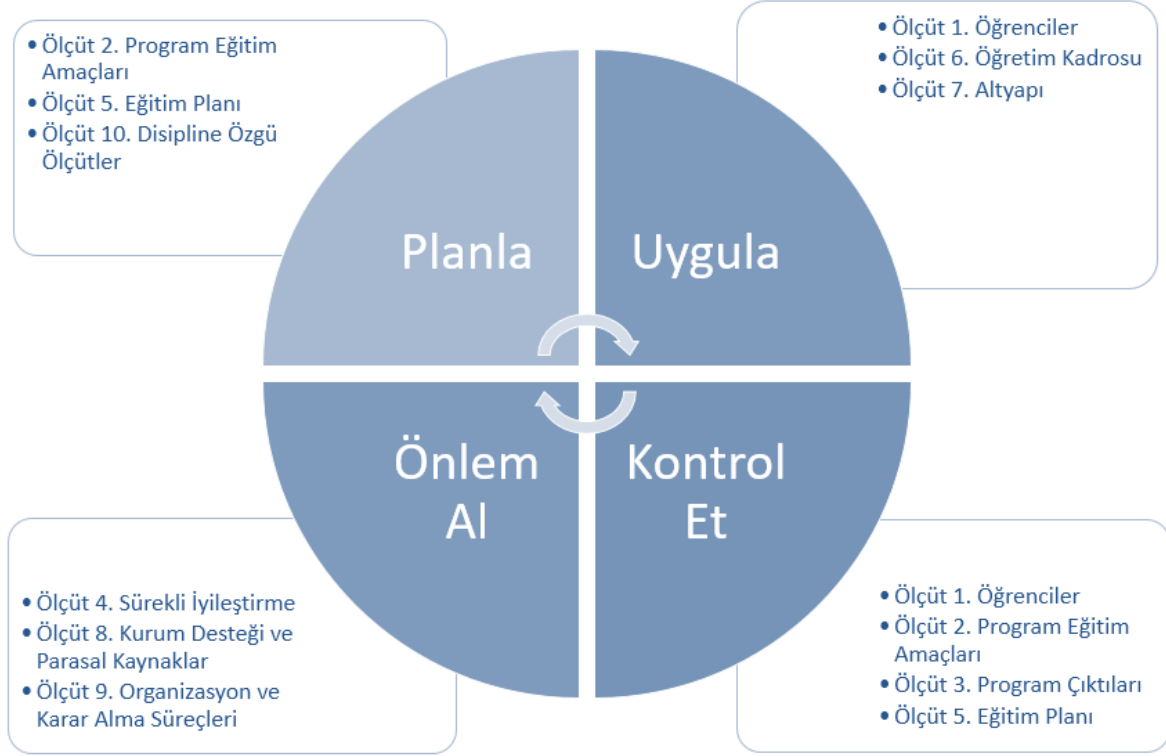 • Ölçüt 2. Program Eğitim
Amaçları
• Ölçüt 5. Eğitim Planı
• Ölçüt 10. Disipline Özgü
Ölçütler
• Ölçüt 1. Öğrenciler
• Ölçüt 6. Öğretim Kadrosu
• Ölçüt 7. Altyapı
Planla
Uygula
Önlem
Al
Kontrol
Et
• Ölçüt 4. Sürekli İyileştirme
• Ölçüt 8. Kurum Desteği ve
Parasal Kaynaklar
• Ölçüt 9. Organizasyon ve
Karar Alma Süreçleri
• Ölçüt 1. Öğrenciler
• Ölçüt 2. Program Eğitim
Amaçları
• Ölçüt 3. Program Çıktıları
• Ölçüt 5. Eğitim Planı